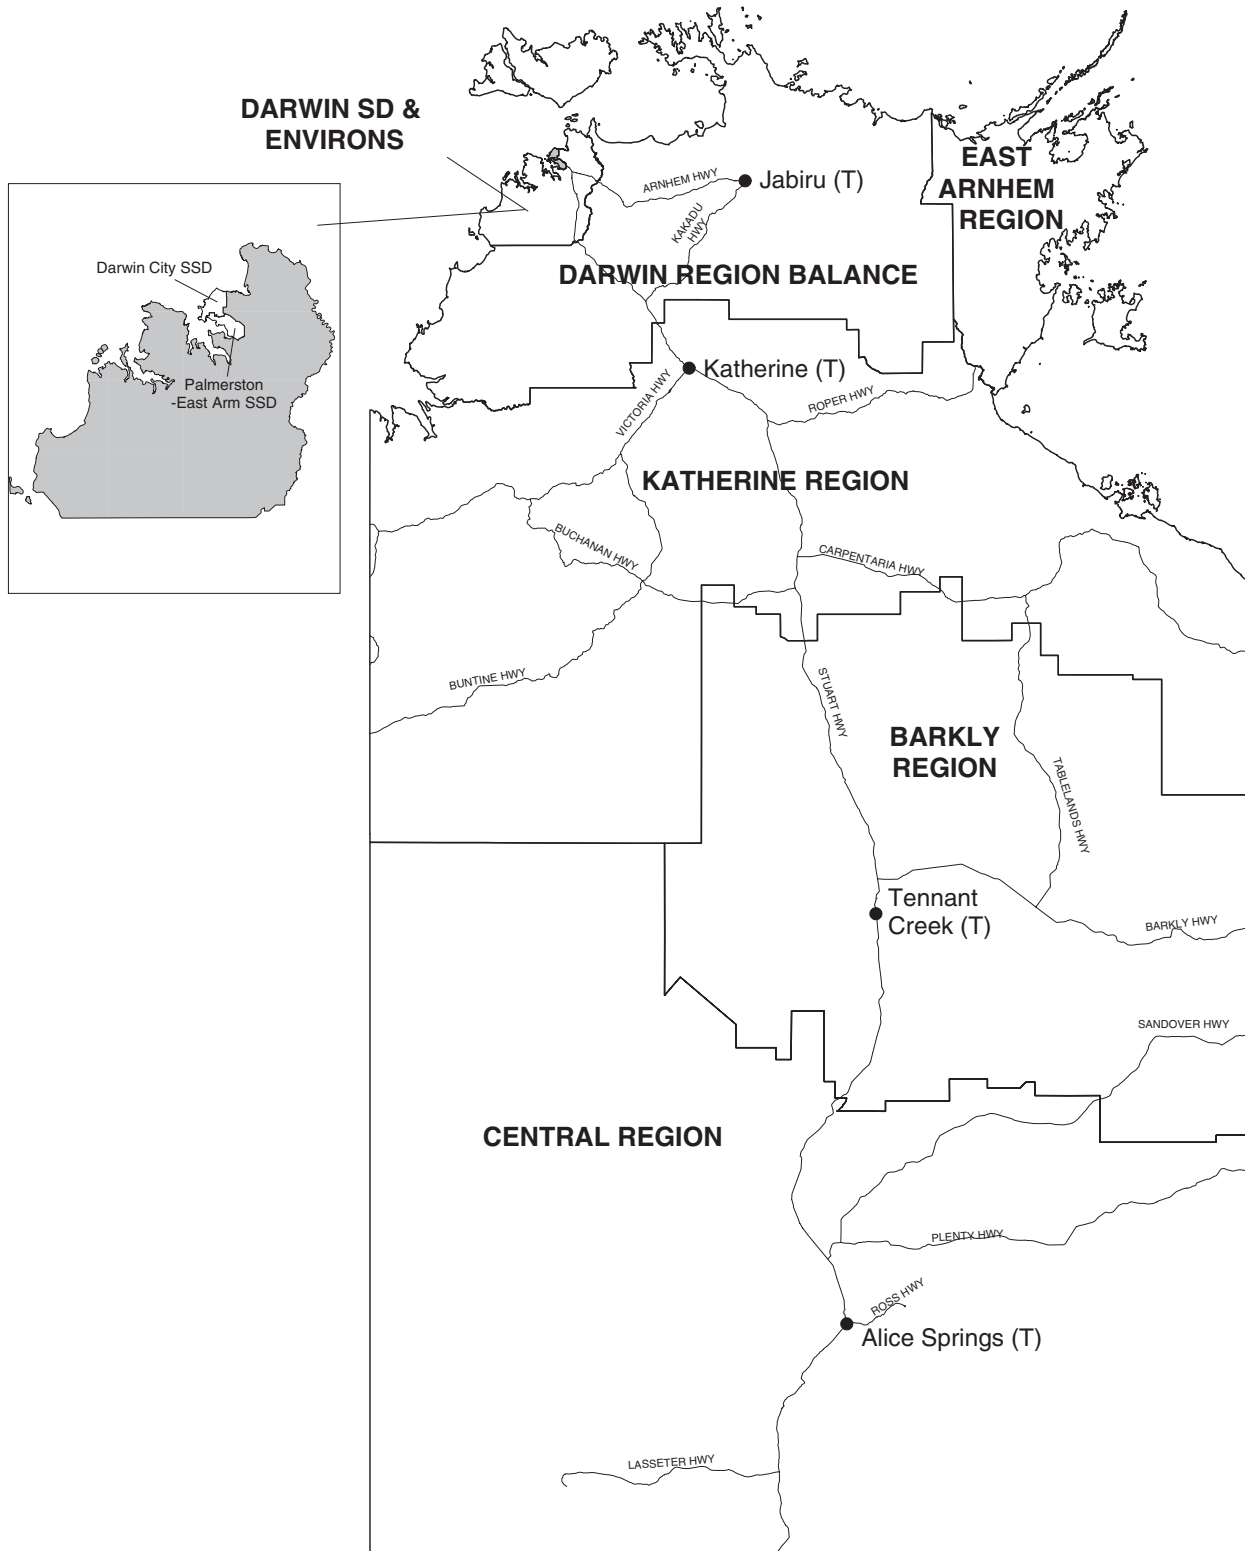 DARWIN SD &
ENVIRONS
EAST
ARNHEM
REGION
ARNHEM HWY
Jabiru (T)
KAKADU
HWY
Darwin City SSD
DARWIN REGION BALANCE
Palmerston
-East Arm SSD
Katherine (T)
VICTORIA HWY
ROPER HWY
KATHERINE REGION
BUCHANAN HWY
CARPENTARIA HWY
BUNTINE HWY
STUART HWY
BARKLY
REGION
TABLELANDS HWY
Tennant
Creek (T)
BARKLY HWY
SANDOVER HWY
CENTRAL REGION
PLENTY HWY
ROSS HWY
Alice Springs (T)
LASSETER HWY